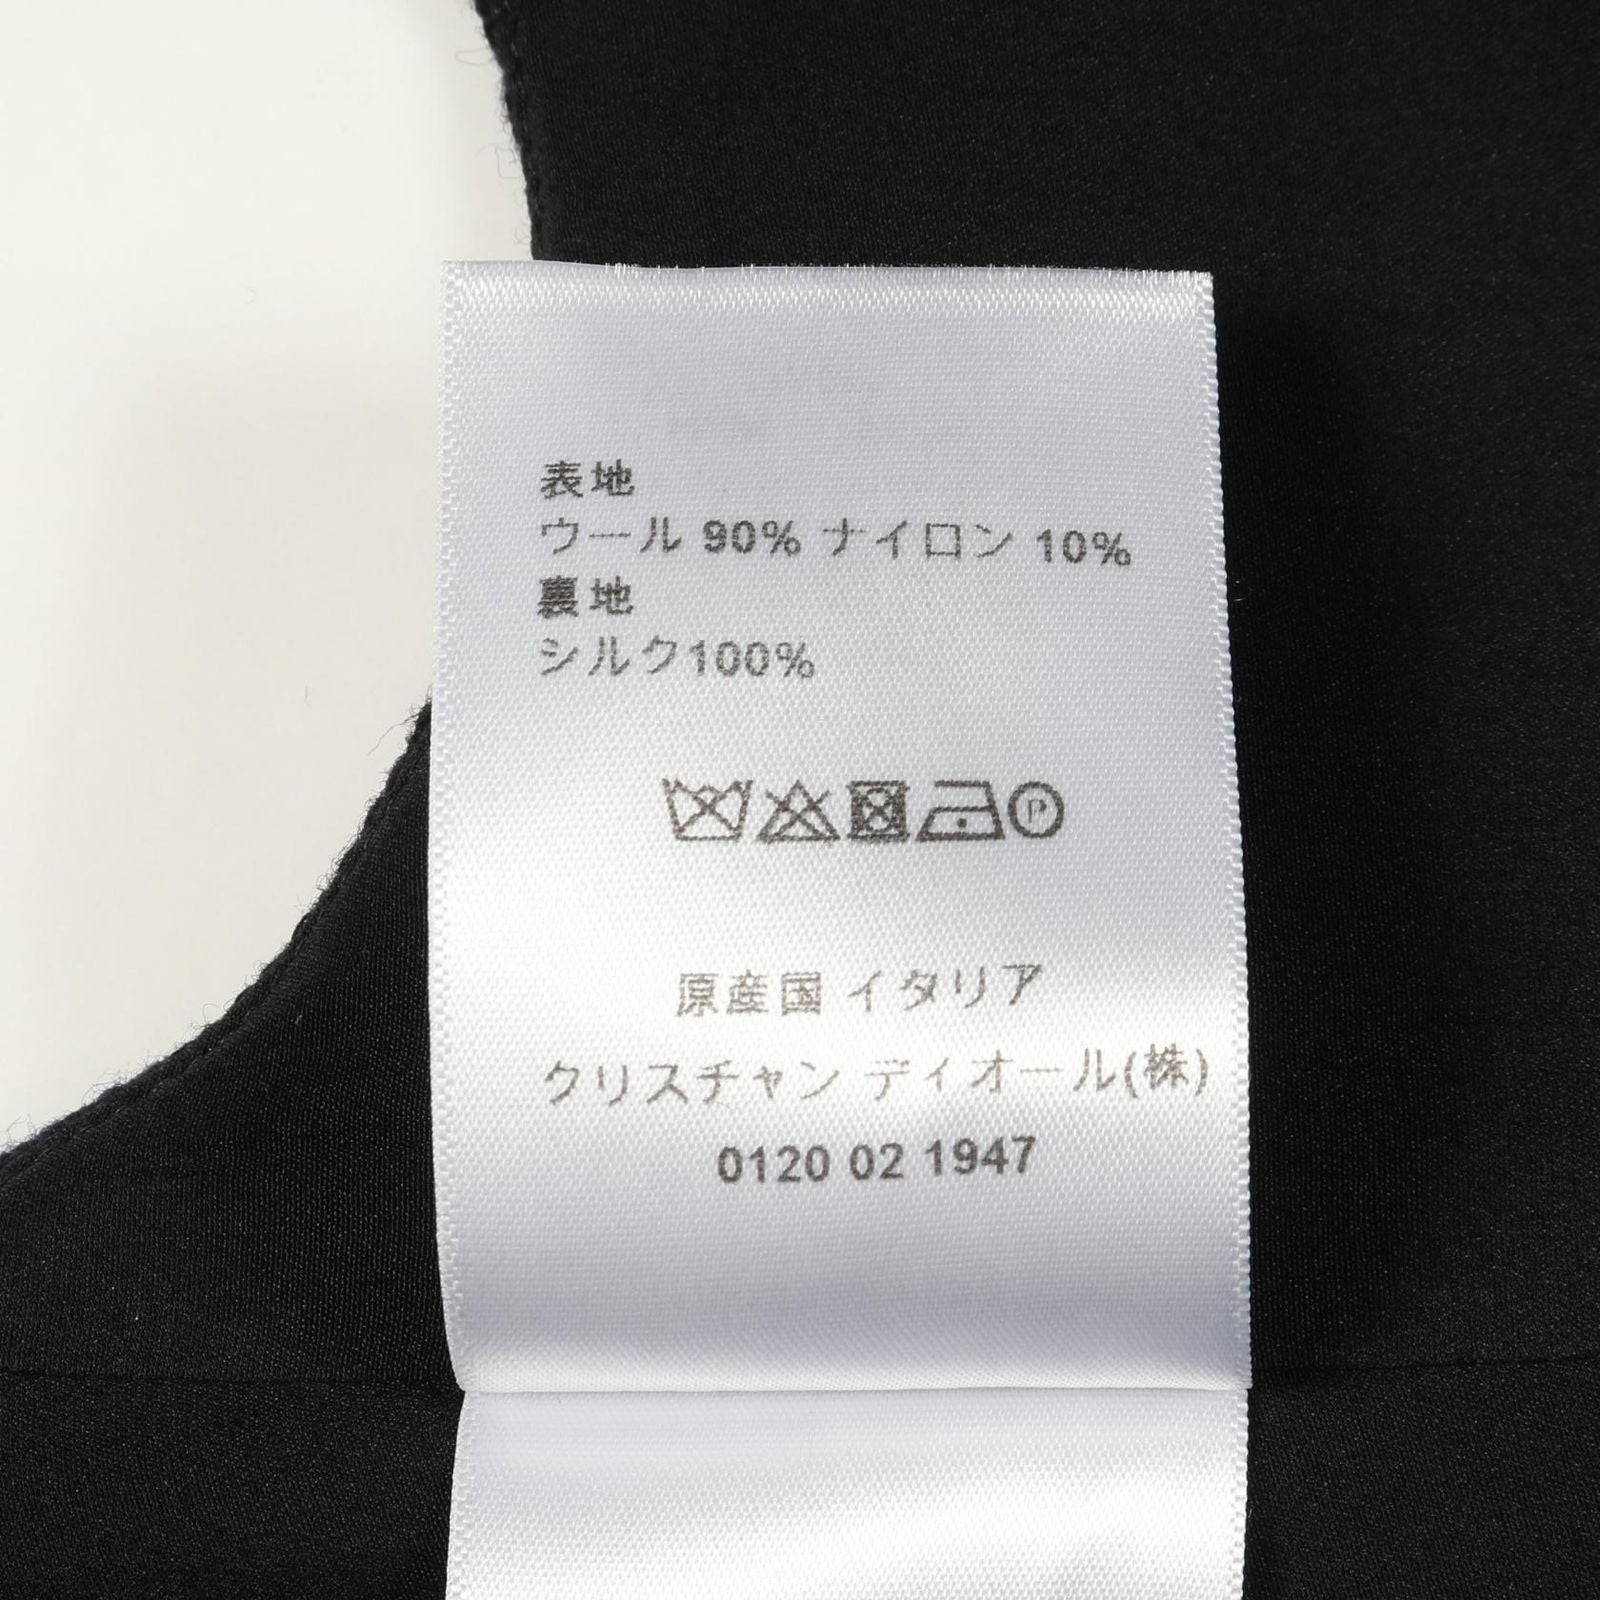 表地
ウール 90% ナイロン 10%
裏地
シルク100%
P
原産国 イタリア
クリスチャン ディオール(株)
0120 02 1947